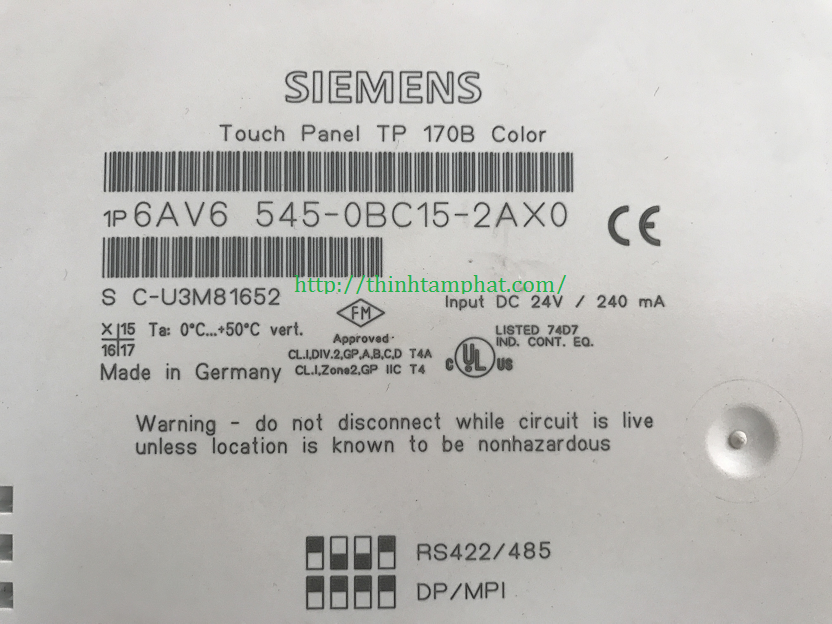 SIEMENS
Touch Panel TP 170B Color
1P 6AV6 545-0BC15-2AX0
CE
http://thinhtamphat.com/
S C-U3M81652
Input DC 24V / 240 mA
FM
Approved
X 15
16 17
Ta: 0°C...+50°C vert.
CL.I,DIV.2,GP,A,B,C,D T4A
CL.I,Zone2,GP IIC T4
c UL us
LISTED 74D7
IND. CONT. EQ.
Made in Germany
Warning - do not disconnect while circuit is live
unless location is known to be nonhazardous
RS422/485
DP/MPI